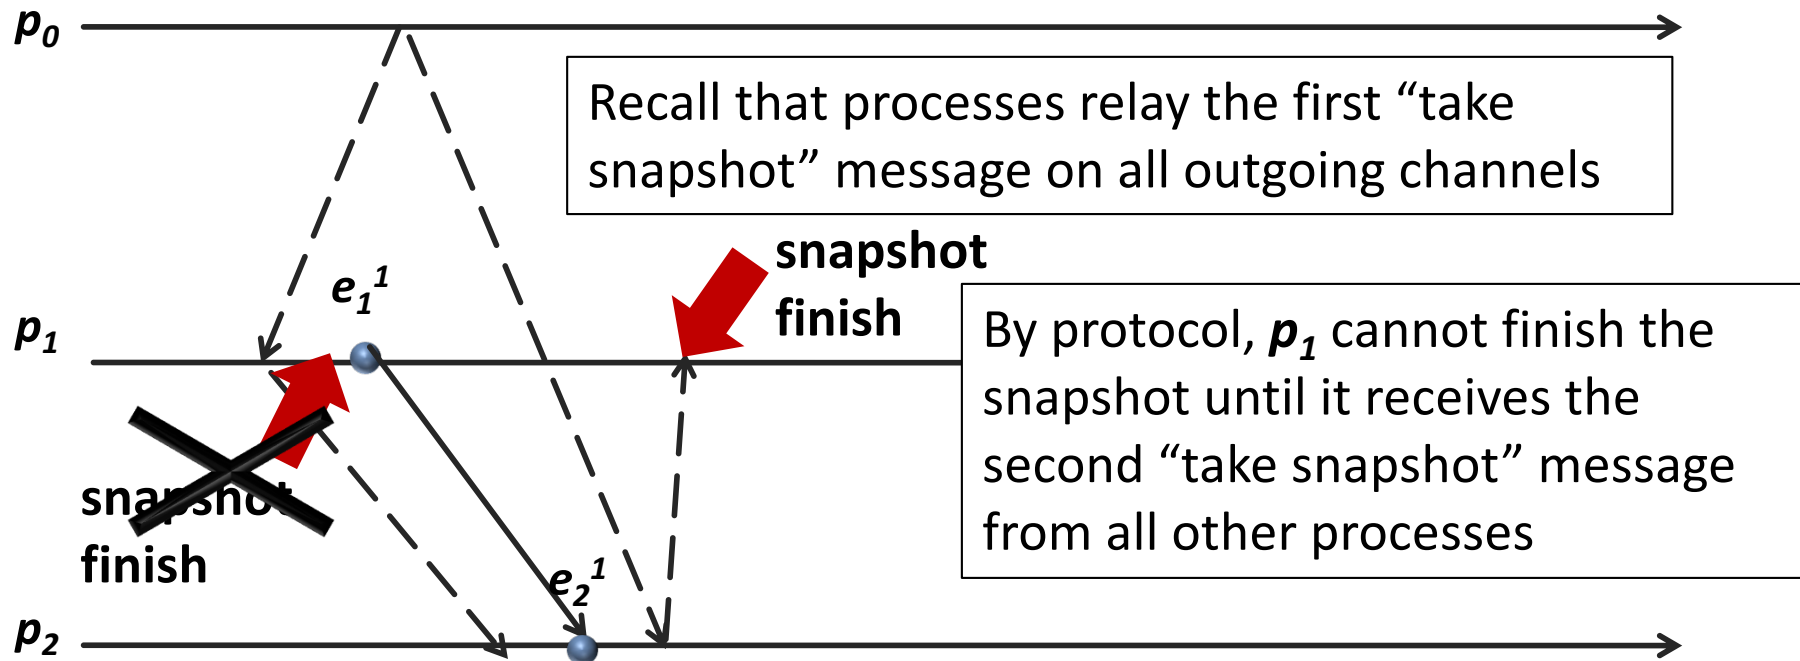 p₀
Recall that processes relay the first “take
snapshot” message on all outgoing channels
snapshot
finish
e₁¹
p₁
By protocol, p₁ cannot finish the
snapshot until it receives the
second “take snapshot” message
from all other processes
snapshot
finish
e₂¹
p₂